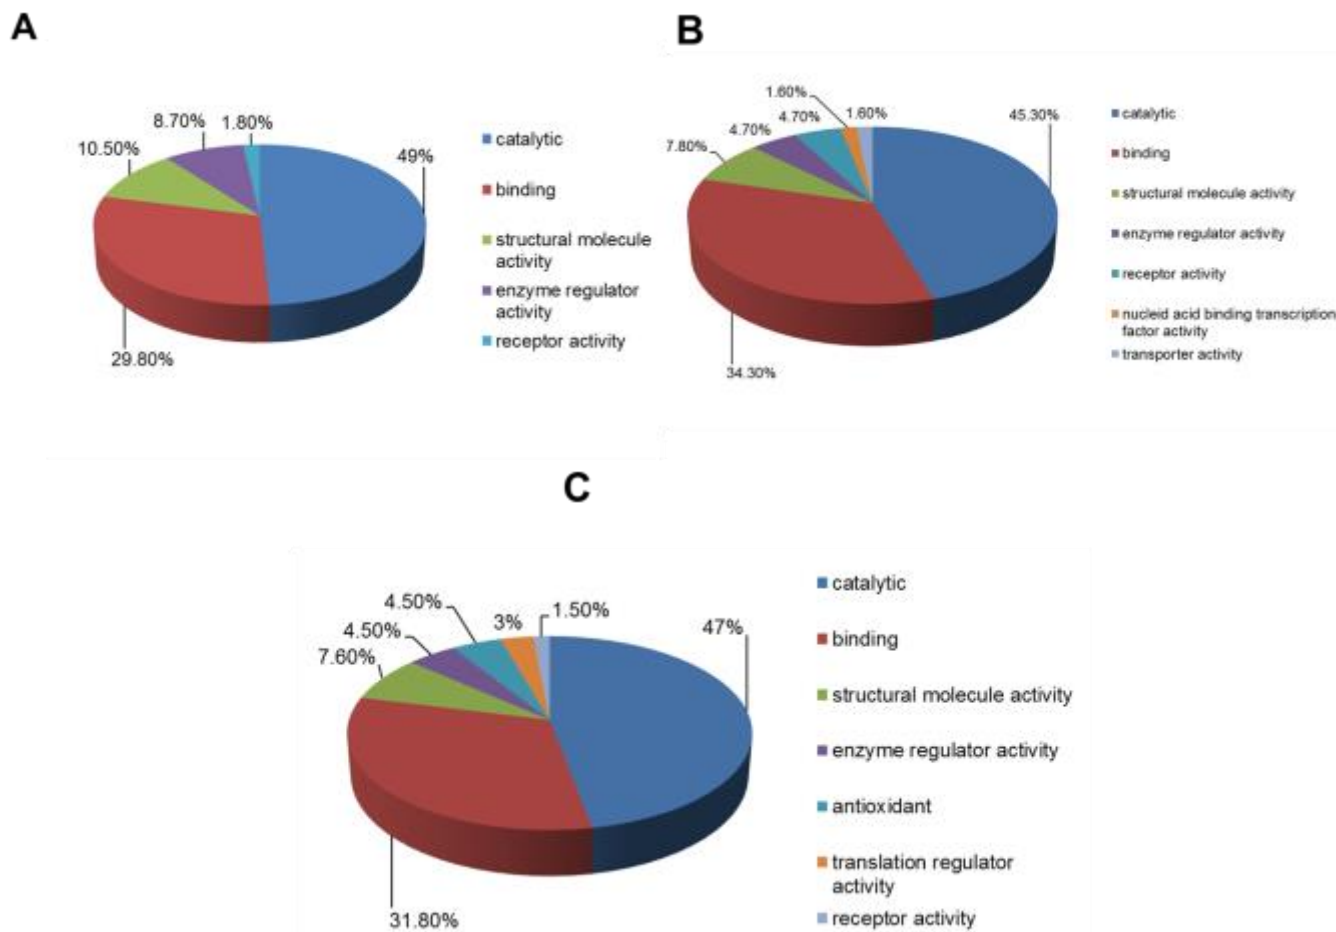 A
8.70%
1.80%
10.50%
49%
29.80%
catalytic
binding
structural molecule
activity
enzyme regulator
activity
receptor activity
B
1.60%
4.70%
4.70%
1.60%
7.80%
45.30%
34.30%
catalytic
binding
structural molecule activity
enzyme regulator activity
receptor activity
nucleid acid binding transcription
factor activity
transporter activity
C
4.50%
4.50%
3%
1.50%
7.60%
47%
31.80%
catalytic
binding
structural molecule activity
enzyme regulator activity
antioxidant
translation regulator
activity
receptor activity